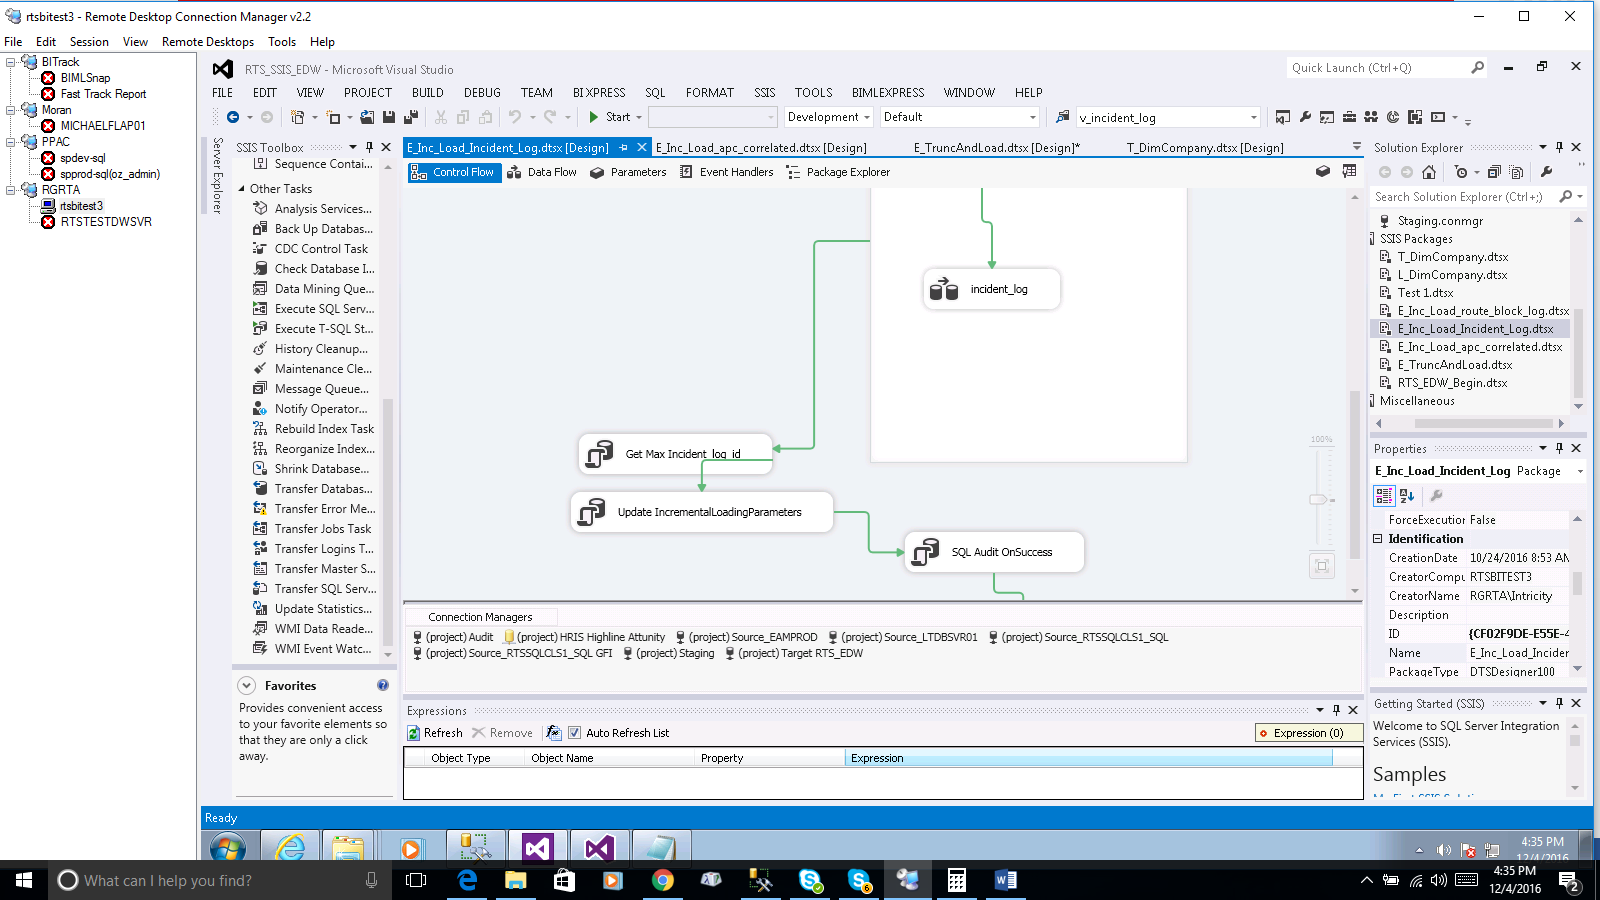 rtsbitest3 - Remote Desktop Connection Manager v2.2
File Edit Session View Remote Desktops Tools Help
BITrack
BIMLSnap
Fast Track Report
Moran
MICHAELFLAP01
PPAC
spdev-sql
spprod-sql(oz_admin)
RGRTA
rtsbitest3
RTSTESTDWSVR
RTS_SSIS_EDW - Microsoft Visual Studio
Quick Launch (Ctrl+Q)
FILE EDIT VIEW PROJECT BUILD DEBUG TEAM BI XPRESS SQL FORMAT SSIS TOOLS BIMLEXPRESS WINDOW HELP
Start Development Default v_incident_log
Server Explorer
SSIS Toolbox
Sequence Contai...
Other Tasks
Analysis Services...
Back Up Databas...
CDC Control Task
Check Database I...
Data Mining Que...
Execute SQL Serv...
Execute T-SQL St...
History Cleanup...
Maintenance Cle...
Message Queue...
Notify Operator...
Rebuild Index Task
Reorganize Index...
Shrink Database...
Transfer Databas...
Transfer Error Me...
Transfer Jobs Task
Transfer Logins T...
Transfer Master S...
Transfer SQL Serv...
Update Statistics...
WMI Data Reade...
WMI Event Watc...
Favorites
Provides convenient access
to your favorite elements so
that they are only a click
away.
E_Inc_Load_Incident_Log.dtsx [Design] E_Inc_Load_apc_correlated.dtsx [Design] E_TruncAndLoad.dtsx [Design]* T_DimCompany.dtsx [Design]
Control Flow Data Flow Parameters Event Handlers Package Explorer
incident_log
Get Max Incident_log_id
Update IncrementalLoadingParameters
SQL Audit OnSuccess
100%
Connection Managers
(project) Audit (project) HRIS Highline Attunity (project) Source_EAMPROD (project) Source_LTDBSVR01 (project) Source_RTSSQLCLS1_SQL
(project) Source_RTSSQLCLS1_SQL GFI (project) Staging (project) Target RTS_EDW
Expressions
Refresh Remove Auto Refresh List Expression (0)
Object Type Object Name Property Expression
Solution Explorer
Search Solution Explorer (Ctrl+;)
Staging.conmgr
SSIS Packages
T_DimCompany.dtsx
L_DimCompany.dtsx
Test 1.dtsx
E_Inc_Load_route_block_log.dtsx
E_Inc_Load_Incident_Log.dtsx
E_Inc_Load_apc_correlated.dtsx
E_TruncAndLoad.dtsx
RTS_EDW_Begin.dtsx
Miscellaneous
Properties
E_Inc_Load_Incident_Log Package
ForceExecution False
Identification
CreationDate 10/24/2016 8:53 AM
CreatorCompu RTSBITEST3
CreatorName RGRTA\Intricity
Description
ID {CF02F9DE-E55E-4
Name E_Inc_Load_Inciden
PackageType DTSDesigner100
Getting Started (SSIS)
Welcome to SQL Server Integration
Services (SSIS).
Samples
Ready
4:35 PM
12/4/2016
What can I help you find?
6
4:35 PM
12/4/2016
2